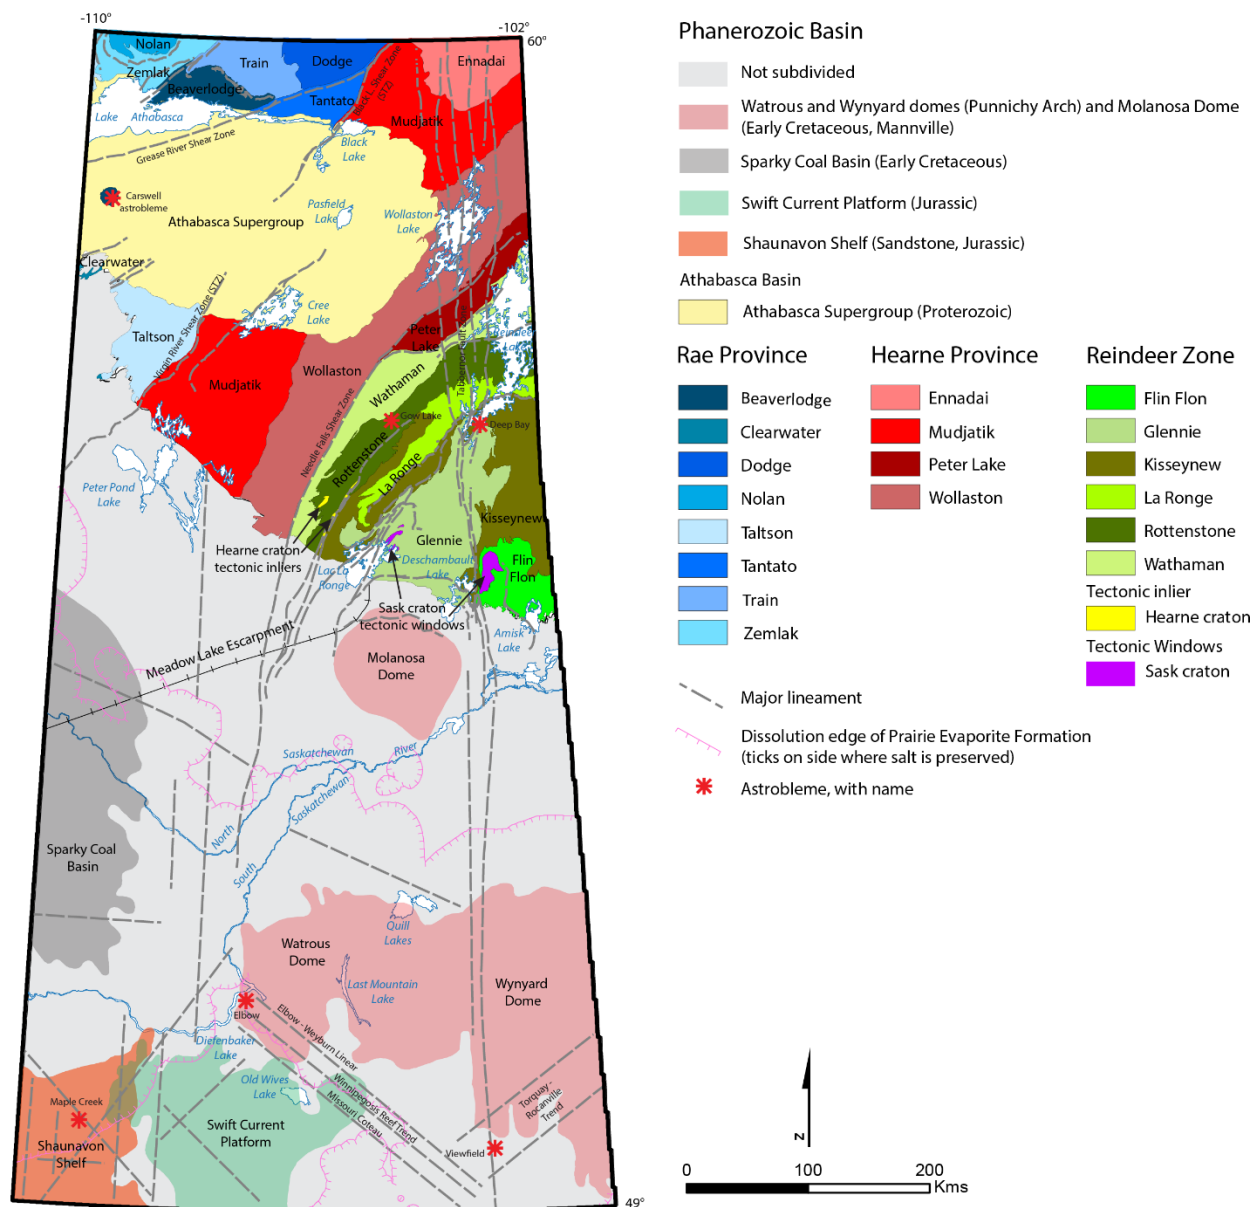 -110°
-102°
60°
Nolan
Zemlak
Train
Dodge
Ennadai
Beaverlodge
Tantato
Black L. Shear Zone
(STZ)
Mudjatik
Lake Athabasca
Grease River Shear Zone
Black
Lake
Carswell
astrobleme
Pasfield
Lake
Wollaston
Lake
Athabasca Supergroup
Clearwater
Virgin River Shear Zone (STZ)
Cree
Lake
Taltson
Peter
Lake
Reindeer
Lake
Mudjatik
Wollaston
Wathaman
Needle Falls Shear Zone
Gow Lake
Deep Bay
Rottenstone
La Ronge
Peter Pond
Lake
Kisseynew
Hearne craton
tectonic inliers
Glennie
Deschambault
Lake
Flin
Flon
Lac La
Ronge
Sask craton
tectonic windows
Amisk
Lake
Meadow Lake Escarpment
Molanosa
Dome
Saskatchewan
River
Saskatchewan
North
South
Sparky Coal
Basin
Quill
Lakes
Watrous
Dome
Last Mountain
Lake
Wynyard
Dome
Elbow
Elbow - Weyburn Linear
Diefenbaker
Lake
Winnipegosis Reef Trend
Missouri Coteau
Old Wives
Lake
Torquay -
Rocanville
Trend
Maple Creek
Swift Current
Platform
Shaunavon
Shelf
Viewfield
49°
Phanerozoic Basin
Not subdivided
Watrous and Wynyard domes (Punnichy Arch) and Molanosa Dome
(Early Cretaceous, Mannville)
Sparky Coal Basin (Early Cretaceous)
Swift Current Platform (Jurassic)
Shaunavon Shelf (Sandstone, Jurassic)
Athabasca Basin
Athabasca Supergroup (Proterozoic)
Rae Province
Beaverlodge
Clearwater
Dodge
Nolan
Taltson
Tantato
Train
Zemlak
Hearne Province
Ennadai
Mudjatik
Peter Lake
Wollaston
Reindeer Zone
Flin Flon
Glennie
Kisseynew
La Ronge
Rottenstone
Wathaman
Tectonic inlier
Hearne craton
Tectonic Windows
Sask craton
Major lineament
Dissolution edge of Prairie Evaporite Formation
(ticks on side where salt is preserved)
Astrobleme, with name
N
0 100 200
Kms